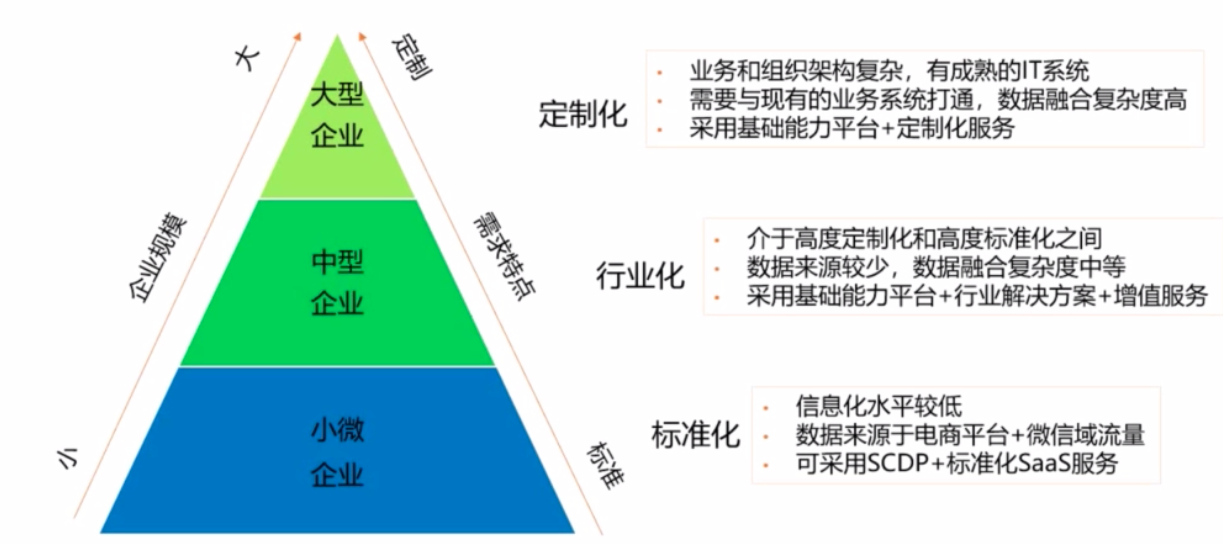 大
定制
大型
企业
定制化
业务和组织架构复杂，有成熟的IT系统
需要与现有的业务系统打通，数据融合复杂度高
采用基础能力平台+定制化服务
企业规模
需求特点
中型
企业
行业化
介于高度定制化和高度标准化之间
数据来源较少，数据融合复杂度中等
采用基础能力平台+行业解决方案+增值服务
小
标准
小微
企业
标准化
信息化水平较低
数据来源于电商平台+微信域流量
可采用SCDP+标准化SaaS服务